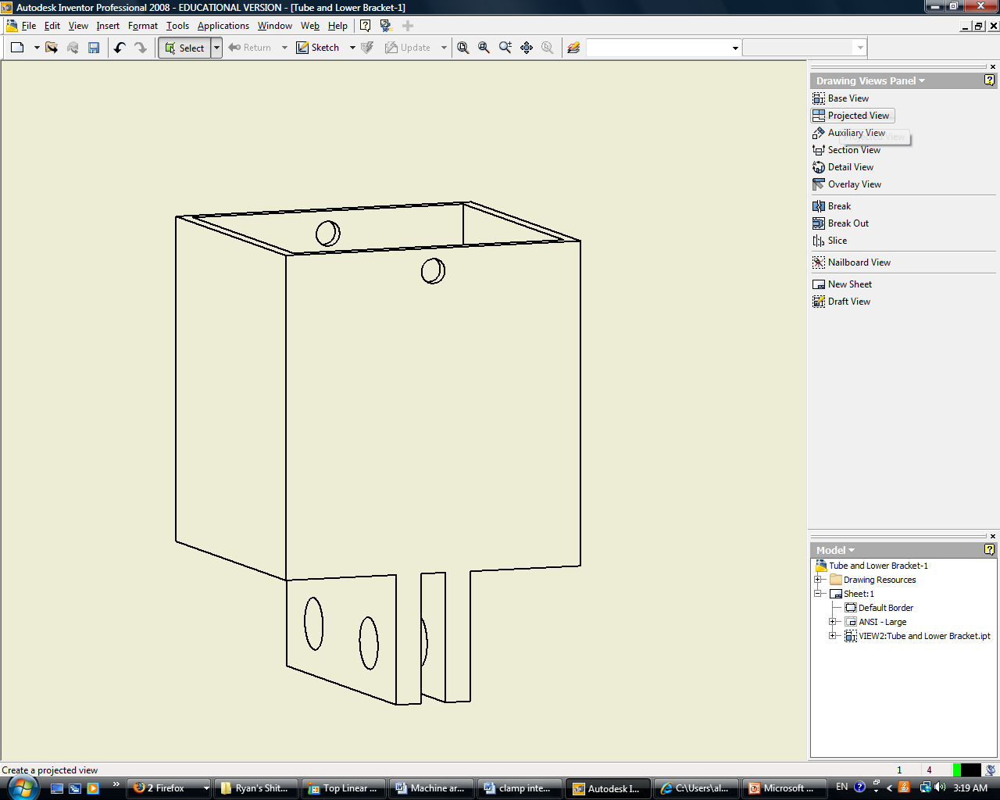 Autodesk Inventor Professional 2008 - EDUCATIONAL VERSION - [Tube and Lower Bracket-1]
File Edit View Insert Format Tools Applications Window Web Help
Select Return Sketch Update
Drawing Views Panel
Base View
Projected View
Auxiliary View
Projected View
Section View
Detail View
Overlay View
Break
Break Out
Slice
Nailboard View
New Sheet
Draft View
Model
Tube and Lower Bracket-1
Drawing Resources
Sheet:1
Default Border
ANSI - Large
VIEW2:Tube and Lower Bracket.ipt
Create a projected view 1 4
2 Firefox Ryan's Shit... Top Linear ... Machine ar... clamp inte... Autodesk I... C:\Users\al... Microsoft ... EN 3:19 AM